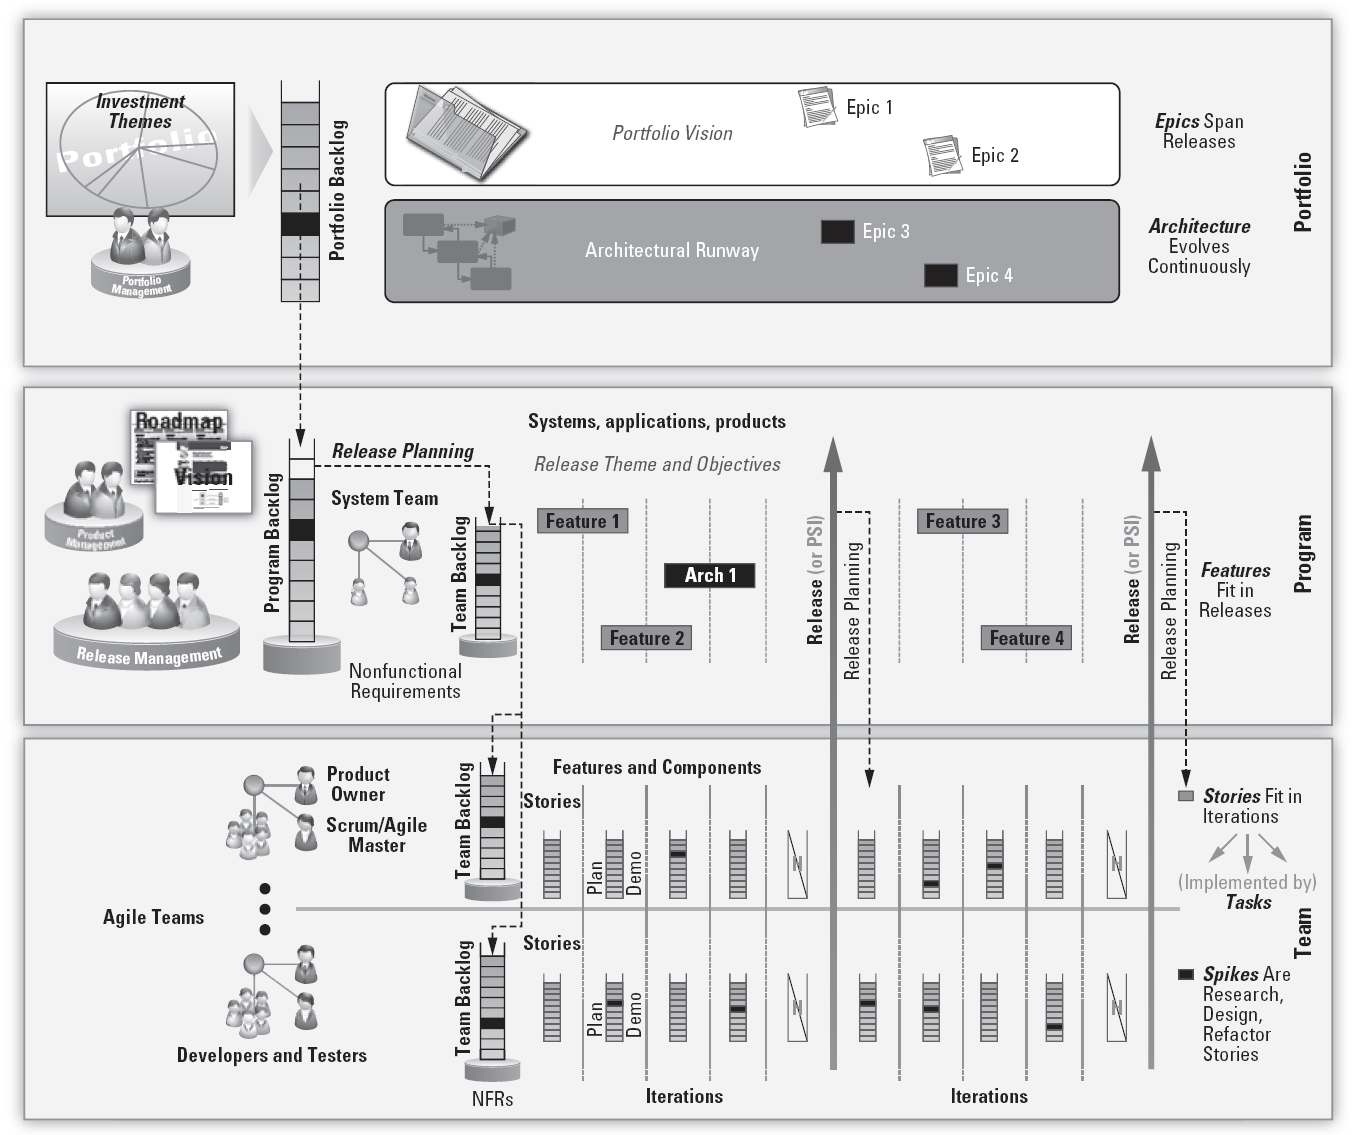 Investment
Themes
Portfolio
Portfolio
Management
Portfolio Backlog
Portfolio Vision
Epic 1
Epic 2
Architectural Runway
Epic 3
Epic 4
Epics Span
Releases
Architecture
Evolves
Continuously
Portfolio
Roadmap
Vision
Product
Management
Release Management
Program Backlog
Release Planning
System Team
Team Backlog
Nonfunctional
Requirements
Systems, applications, products
Release Theme and Objectives
Feature 1
Arch 1
Feature 2
Release (or PSI)
Release Planning
Feature 3
Feature 4
Release (or PSI)
Release Planning
Features
Fit in
Releases
Program
Product
Owner
Scrum/Agile
Master
Agile Teams
Developers and Testers
Team Backlog
Features and Components
Stories
Plan
Demo
H
H
Team Backlog
Stories
Plan
Demo
H
H
NFRs
Iterations
Iterations
Stories Fit in
Iterations
(Implemented by)
Tasks
Team
Spikes Are
Research,
Design,
Refactor
Stories